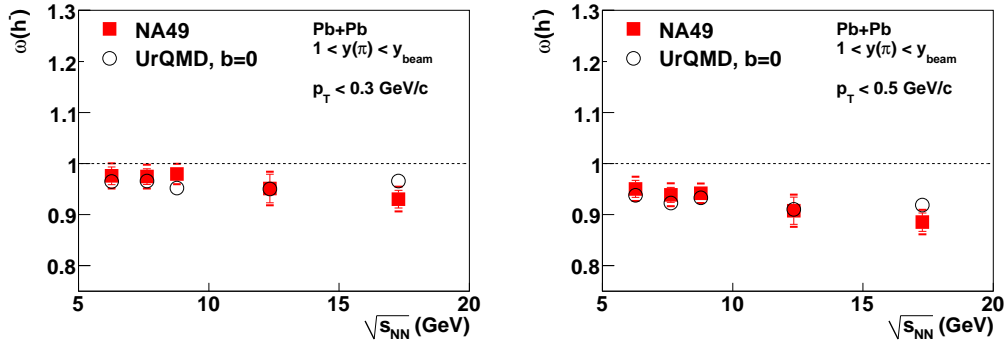 ω(h⁻)
1.3
1.2
1.1
1
0.9
0.8
NA49
UrQMD, b=0
Pb+Pb
1 < y(π) < y_beam
p_T < 0.3 GeV/c
5
10
15
20
√s_NN (GeV)
ω(h⁻)
1.3
1.2
1.1
1
0.9
0.8
NA49
UrQMD, b=0
Pb+Pb
1 < y(π) < y_beam
p_T < 0.5 GeV/c
5
10
15
20
√s_NN (GeV)